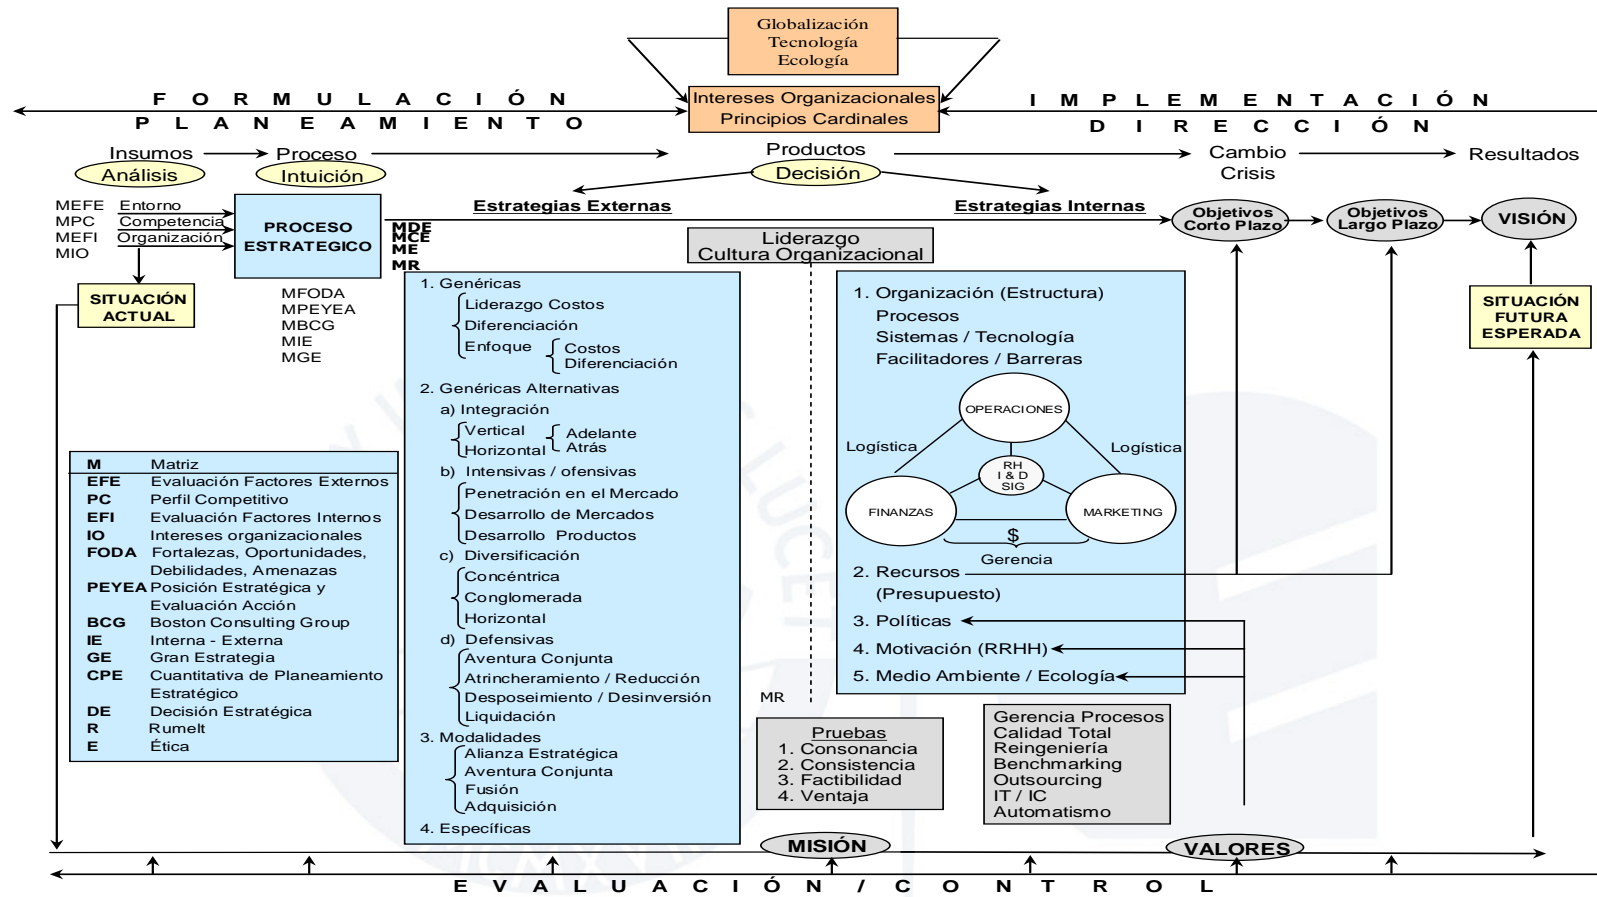 Globalización
Tecnología
Ecología
FORMULACIÓN
Intereses Organizacionales
Principios Cardinales
IMPLEMENTACIÓN
PLANEAMIENTO
DIRECCIÓN
Insumos
Proceso
Productos
Cambio
Crisis
Resultados
Análisis
Intuición
Decisión
MEFE Entorno
MPC Competencia
MEFI Organización
MIO
PROCESO
ESTRATEGICO
Estrategias Externas
Estrategias Internas
Objetivos
Corto Plazo
Objetivos
Largo Plazo
VISIÓN
MDE
MCE
ME
MR
Liderazgo
Cultura Organizacional
SITUACIÓN
ACTUAL
MFODA
MPEYEA
MBCG
MIE
MGE
1. Genéricas
Liderazgo Costos
Diferenciación
Enfoque
Costos
Diferenciación
2. Genéricas Alternativas
a) Integración
Vertical
Horizontal
Adelante
Atrás
b) Intensivas / ofensivas
Penetración en el Mercado
Desarrollo de Mercados
Desarrollo Productos
c) Diversificación
Concéntrica
Conglomerada
Horizontal
d) Defensivas
Aventura Conjunta
Atrincheramiento / Reducción
Desposeimiento / Desinversión
Liquidación
3. Modalidades
Alianza Estratégica
Aventura Conjunta
Fusión
Adquisición
4. Específicas
1. Organización (Estructura)
Procesos
Sistemas / Tecnología
Facilitadores / Barreras
OPERACIONES
Logística
Logística
RH
I & D
SIG
FINANZAS
MARKETING
$
Gerencia
2. Recursos
(Presupuesto)
3. Políticas
4. Motivación (RRHH)
5. Medio Ambiente / Ecología
SITUACIÓN
FUTURA
ESPERADA
M Matriz
EFE Evaluación Factores Externos
PC Perfil Competitivo
EFI Evaluación Factores Internos
IO Intereses organizacionales
FODA Fortalezas, Oportunidades,
Debilidades, Amenazas
PEYEA Posición Estratégica y
Evaluación Acción
BCG Boston Consulting Group
IE Interna - Externa
GE Gran Estrategia
CPE Cuantitativa de Planeamiento
Estratégico
DE Decisión Estratégica
R Rumelt
E Ética
MR
Pruebas
1. Consonancia
2. Consistencia
3. Factibilidad
4. Ventaja
Gerencia Procesos
Calidad Total
Reingeniería
Benchmarking
Outsourcing
IT / IC
Automatismo
MISIÓN
VALORES
EVALUACIÓN/CONTROL